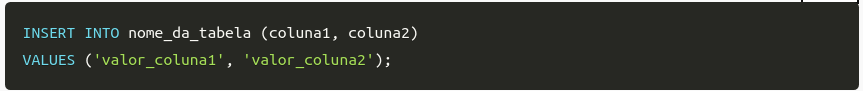 INSERT INTO nome_da_tabela (coluna1, coluna2)
VALUES ('valor_coluna1', 'valor_coluna2');